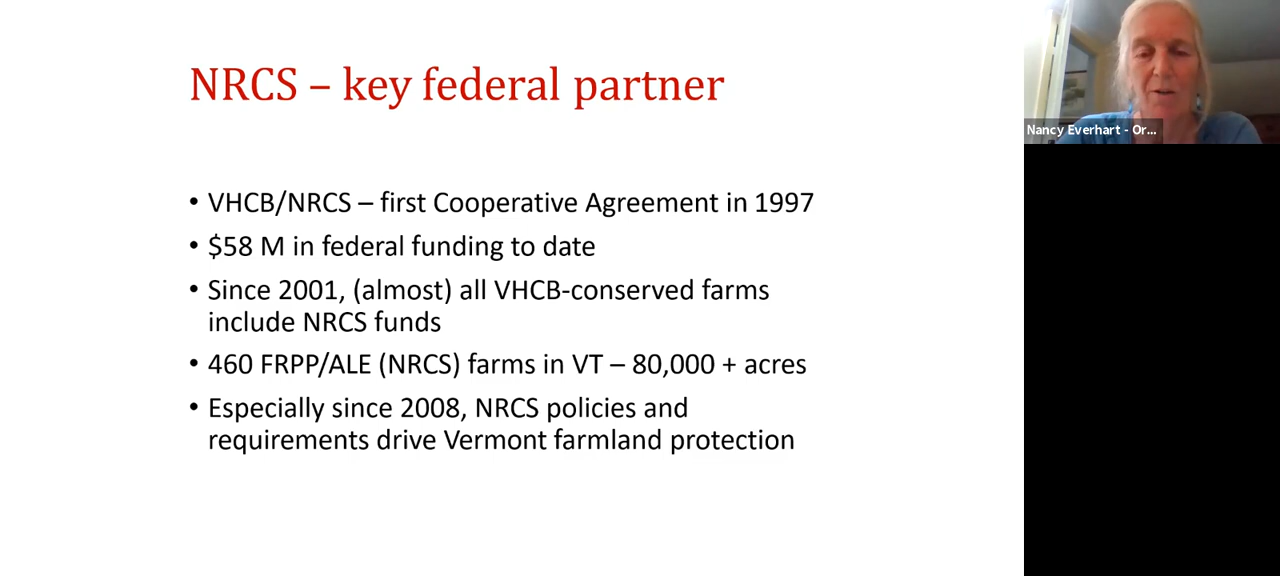 NRCS – key federal partner
• VHCB/NRCS – first Cooperative Agreement in 1997
• $58 M in federal funding to date
• Since 2001, (almost) all VHCB-conserved farms
include NRCS funds
• 460 FRPP/ALE (NRCS) farms in VT – 80,000 + acres
• Especially since 2008, NRCS policies and
requirements drive Vermont farmland protection
Nancy Everhart - Or...